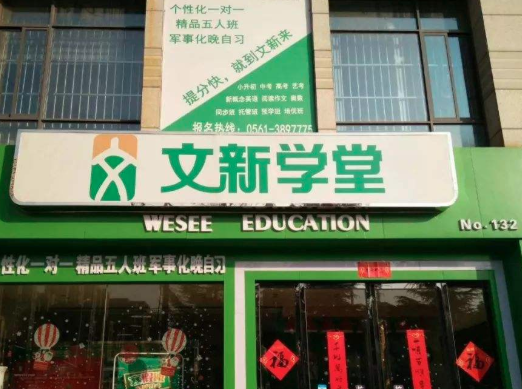 个性化一对一
精品五人班
军事化晚自习
提分快，就到文新来
小升初 中考 高考 艺考
新概念英语 阅读作文 奥数
同步班 托管班 预学班 培优班
报名热线：0561-3897775
文新学堂
WESEE EDUCATION
No.132
性化一对一 精品五人班 军事化晚自习
福
福